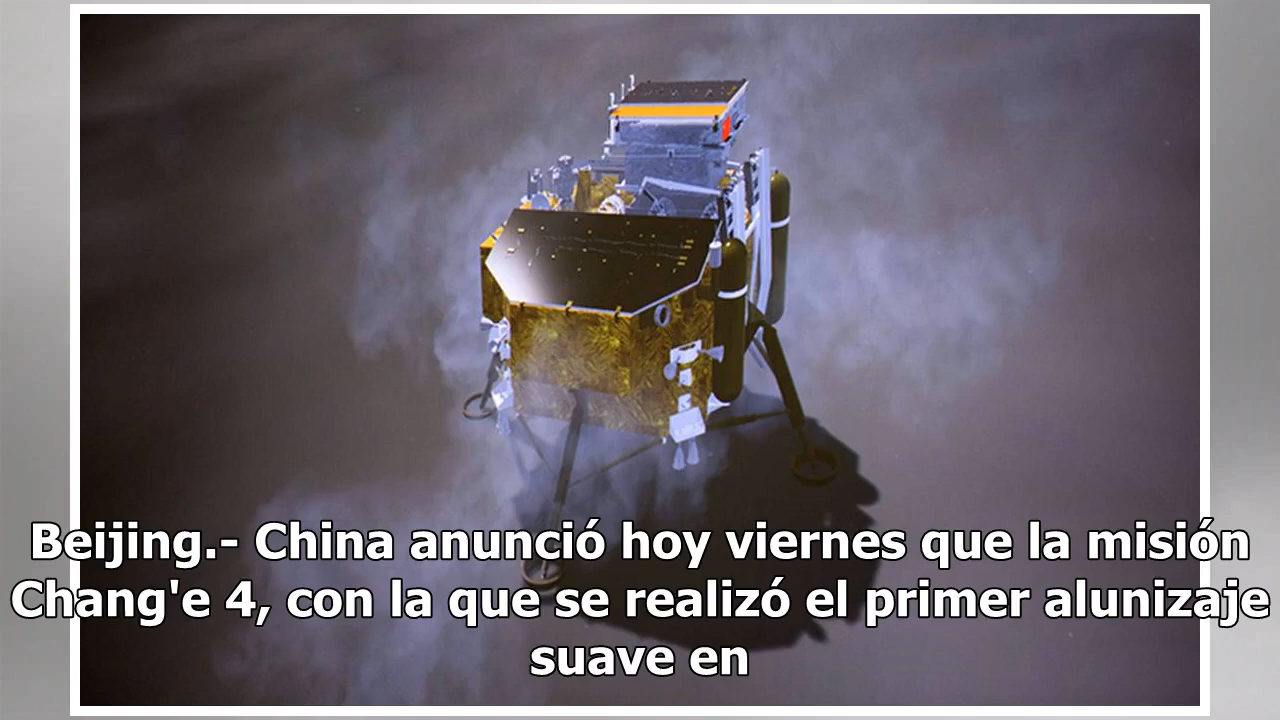 Beijing.- China anunció hoy viernes que la misión
Chang'e 4, con la que se realizó el primer alunizaje
suave en